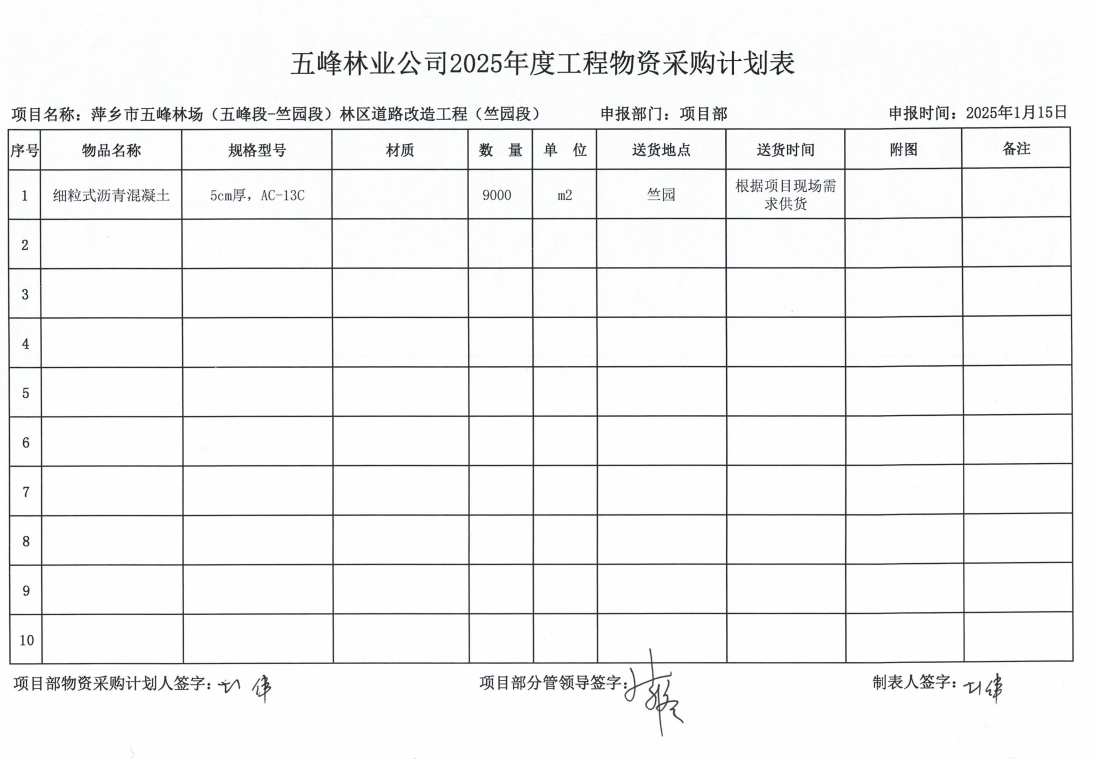 五峰林业公司2025年度工程物资采购计划表
项目名称：萍乡市五峰林场（五峰段-竺园段）林区道路改造工程（竺园段） 申报部门：项目部 申报时间：2025年1月15日
序号 物品名称 规格型号 材质 数 量 单 位 送货地点 送货时间 附图 备注
1 细粒式沥青混凝土 5cm厚，AC-13C 9000 m2 竺园 根据项目现场需
求供货
2
3
4
5
6
7
8
9
10
项目部物资采购计划人签字： 项目部分管领导签字： 制表人签字：